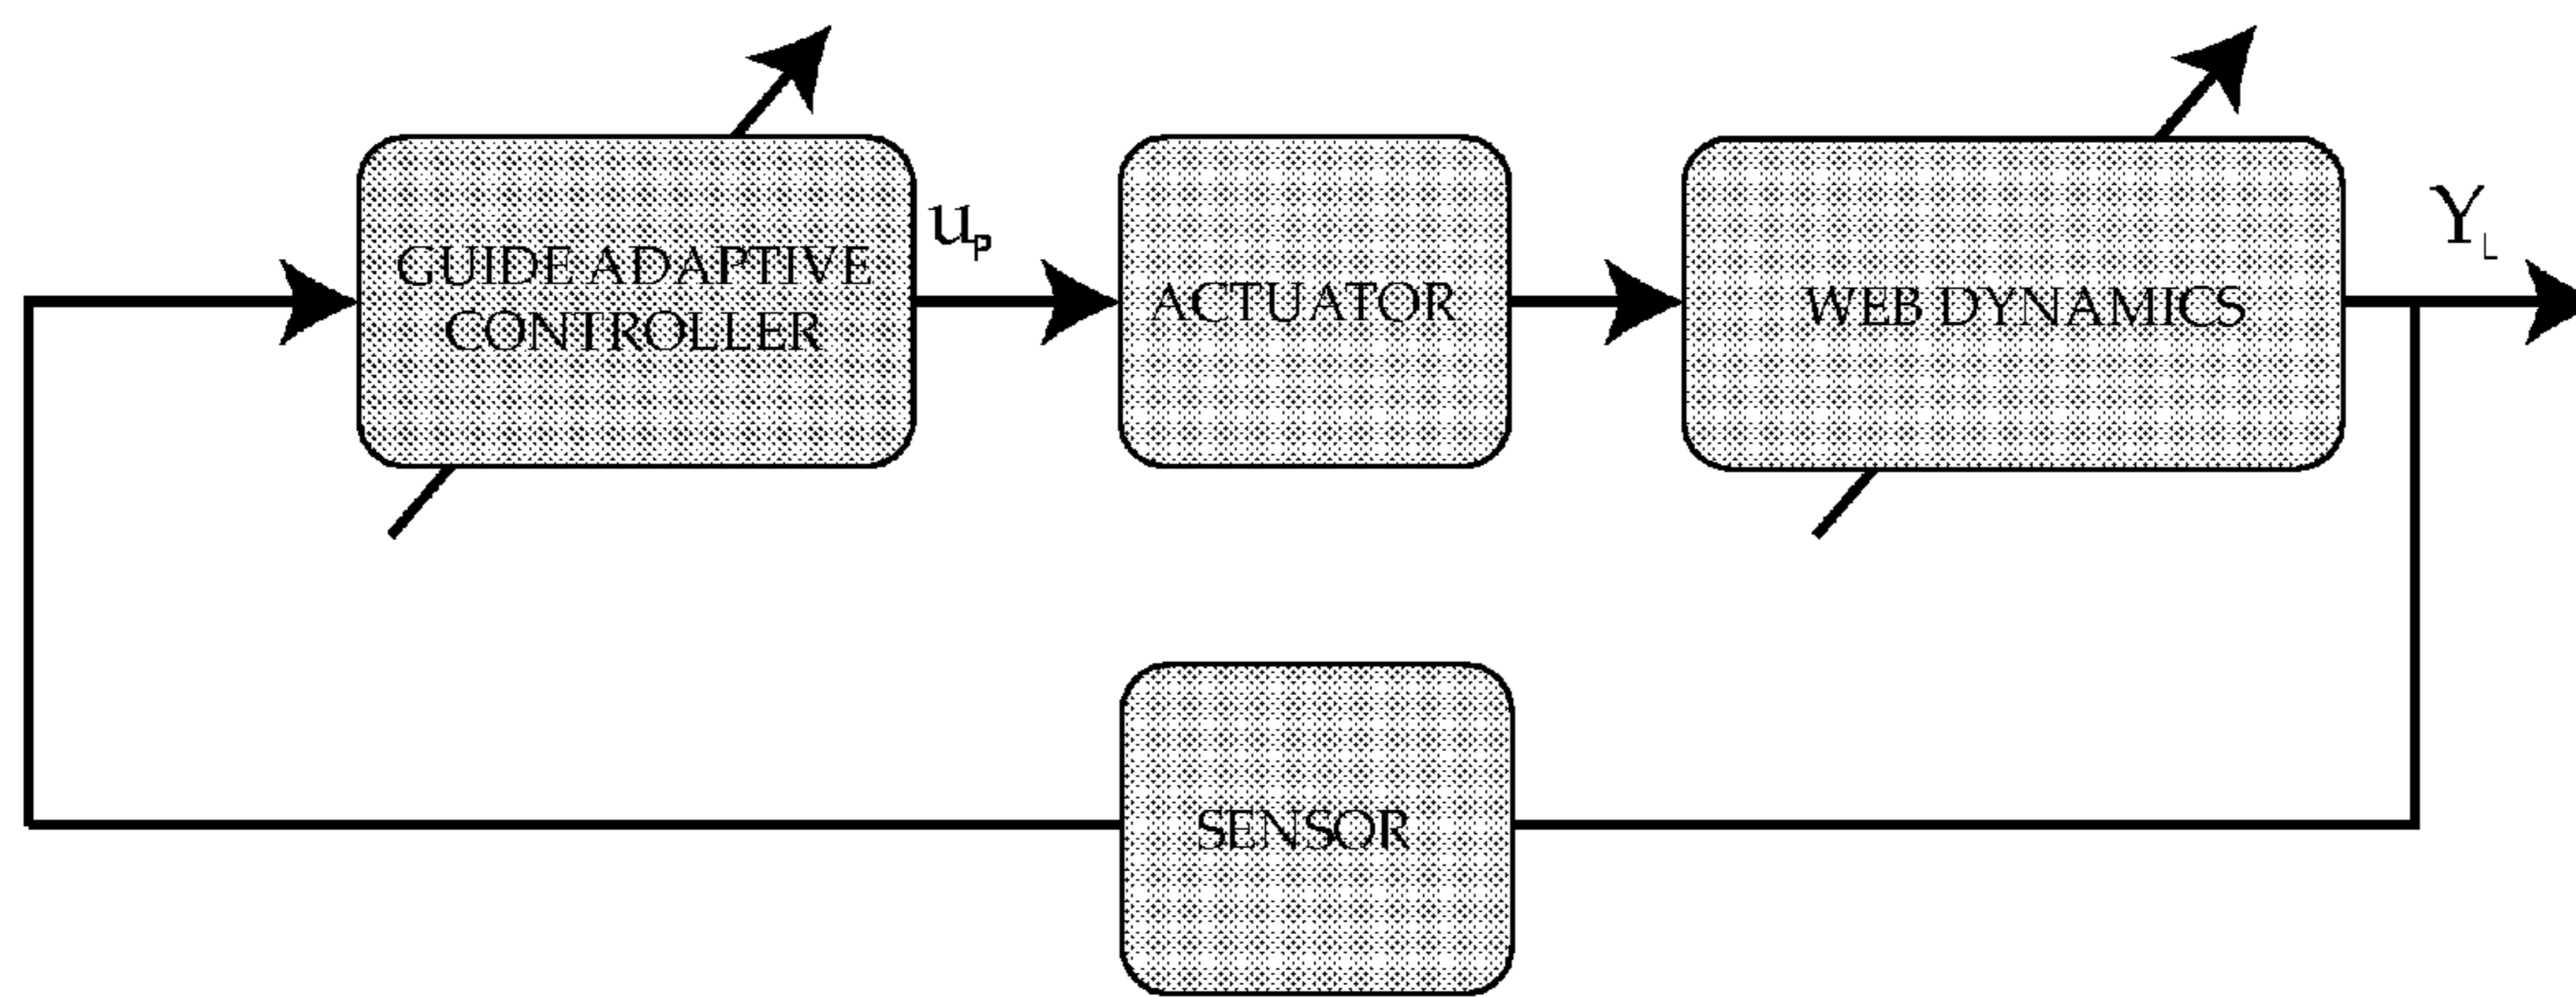 GUIDE ADAPTIVE
CONTROLLER
u_p
ACTUATOR
WEB DYNAMICS
Y_L
SENSOR